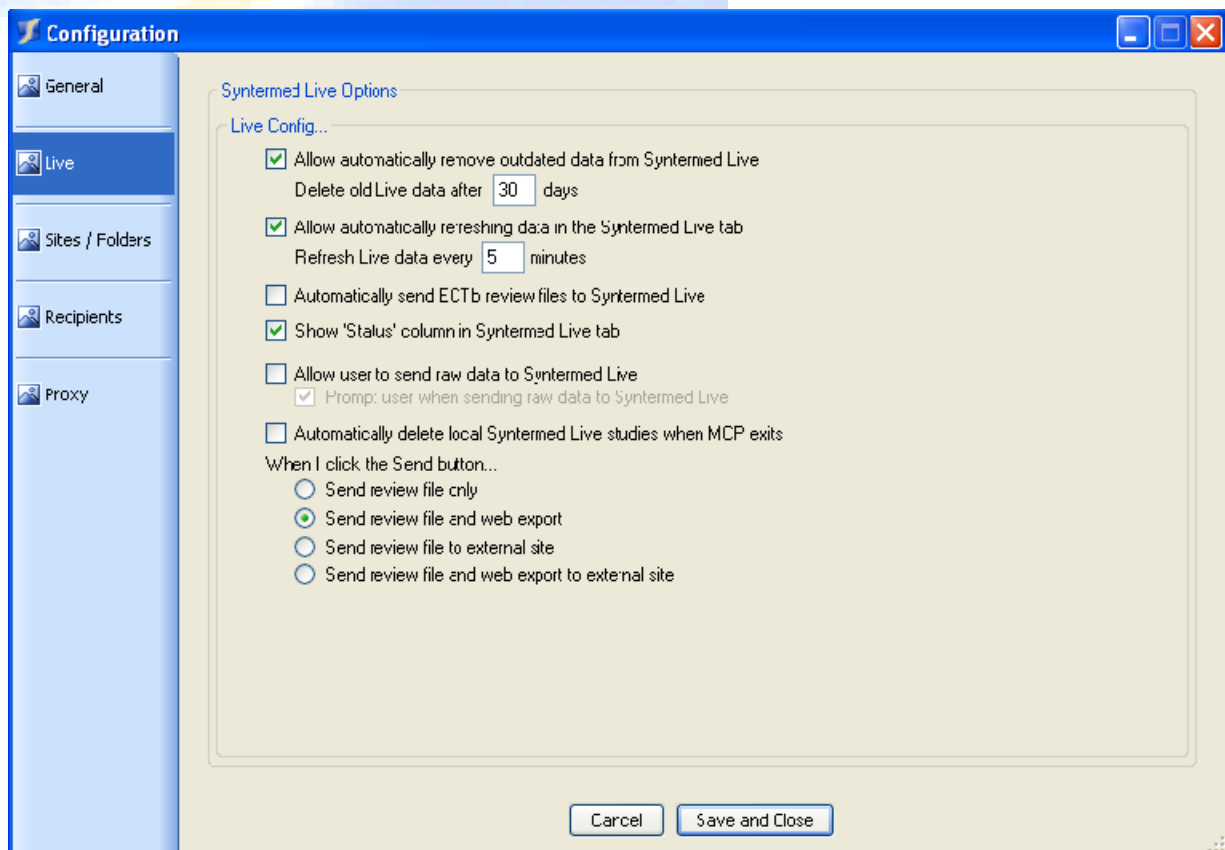 Configuration
General
Live
Sites / Folders
Recipients
Proxy
Syntermed Live Options
Live Config...
Allow automatically remove outdated data from Syntermed Live
Delete old Live data after 30 days
Allow automatically refreshing data in the Syntermed Live tab
Refresh Live data every 5 minutes
Automatically send ECTb review files to Syntermed Live
Show 'Status' column in Syntermed Live tab
Allow user to send raw data to Syntermed Live
Prompt user when sending raw data to Syntermed Live
Automatically delete local Syntermed Live studies when MCP exits
When I click the Send button...
Send review file only
Send review file and web export
Send review file to external site
Send review file and web export to external site
Cancel Save and Close